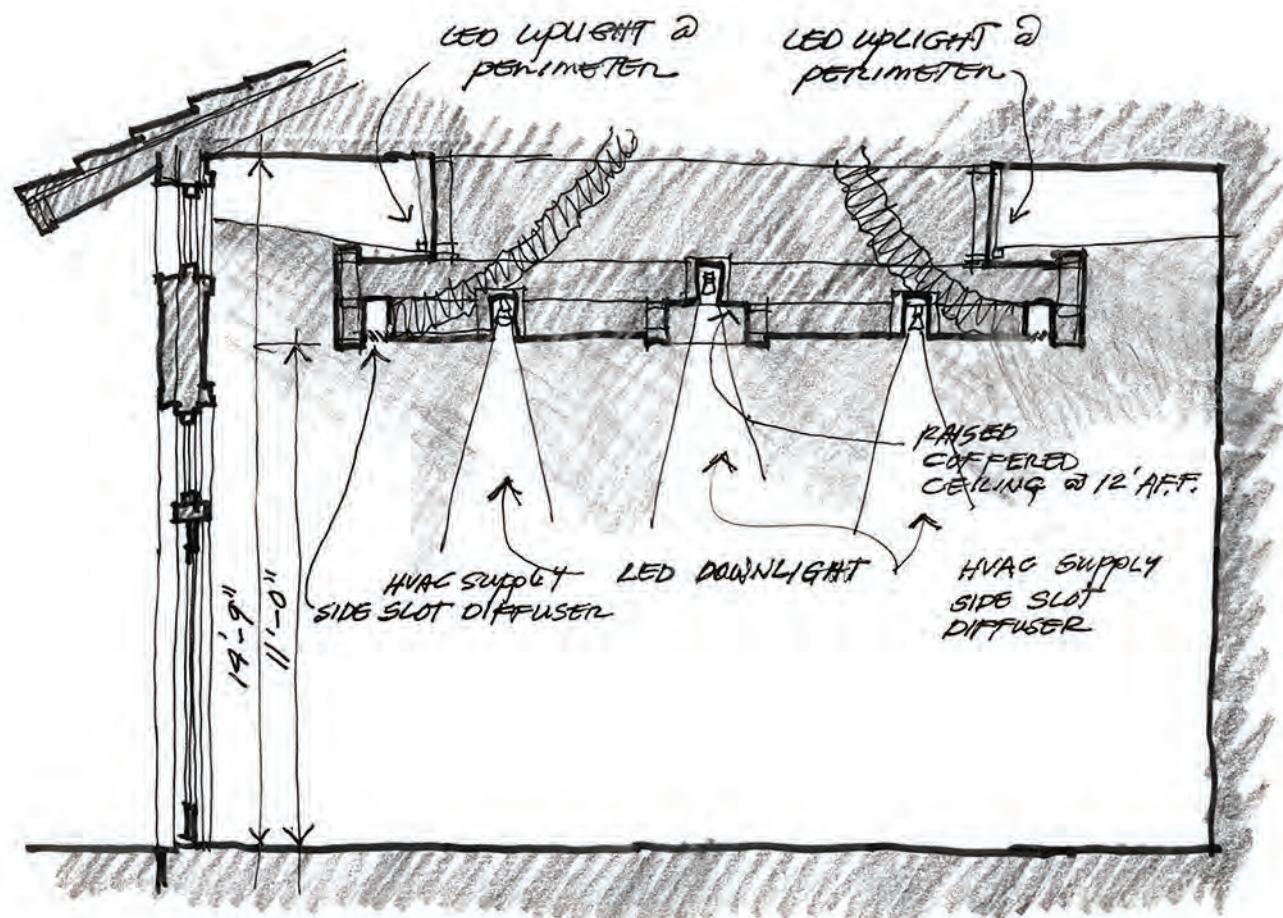 LED UPLIGHT @
PERIMETER
LED UPLIGHT @
PERIMETER
RAISED
COFFERED
CEILING @ 12' A.F.F.
HVAC SUPPLY
SIDE SLOT DIFFUSER
LED DOWNLIGHT
HVAC SUPPLY
SIDE SLOT
DIFFUSER
14'-9"
11'-0"